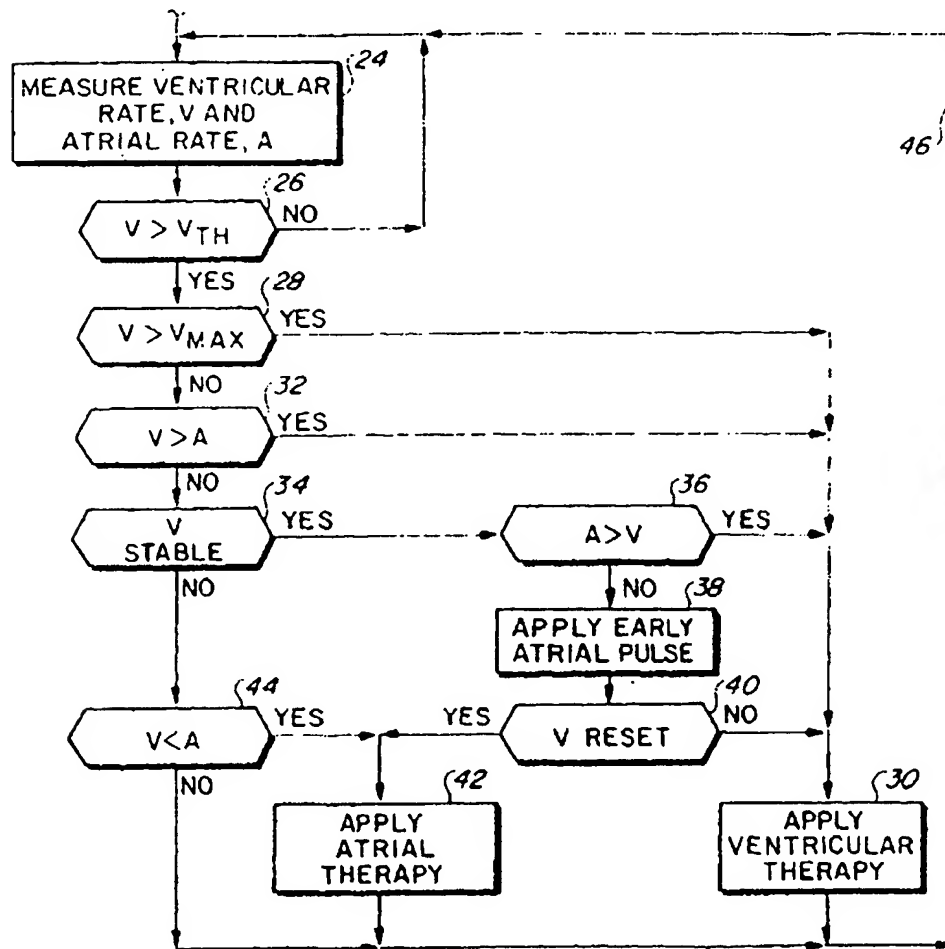 24
MEASURE VENTRICULAR
RATE, V AND
ATRIAL RATE, A
46
26
V > V_TH
NO
YES
28
V > V_MAX
YES
NO
32
V > A
YES
NO
34
V
STABLE
YES
NO
36
A > V
YES
NO
38
APPLY EARLY
ATRIAL PULSE
44
V < A
YES
NO
40
V RESET
YES
NO
42
APPLY
ATRIAL
THERAPY
30
APPLY
VENTRICULAR
THERAPY